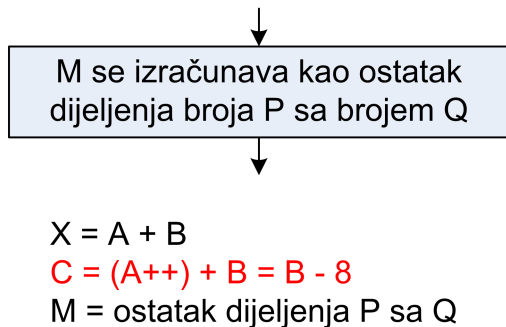 M se izračunava kao ostatak
dijeljenja broja P sa brojem Q
X = A + B
C = (A++) + B = B - 8
M = ostatak dijeljenja P sa Q